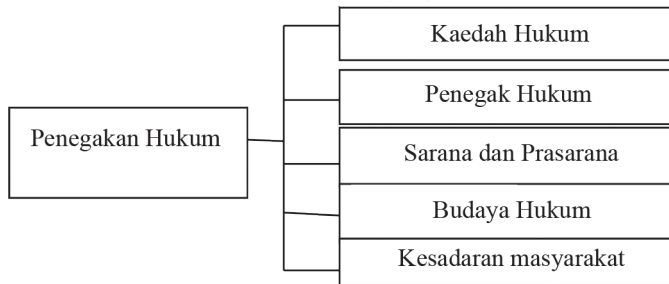 Penegakan Hukum
Kaedah Hukum
Penegak Hukum
Sarana dan Prasarana
Budaya Hukum
Kesadaran masyarakat